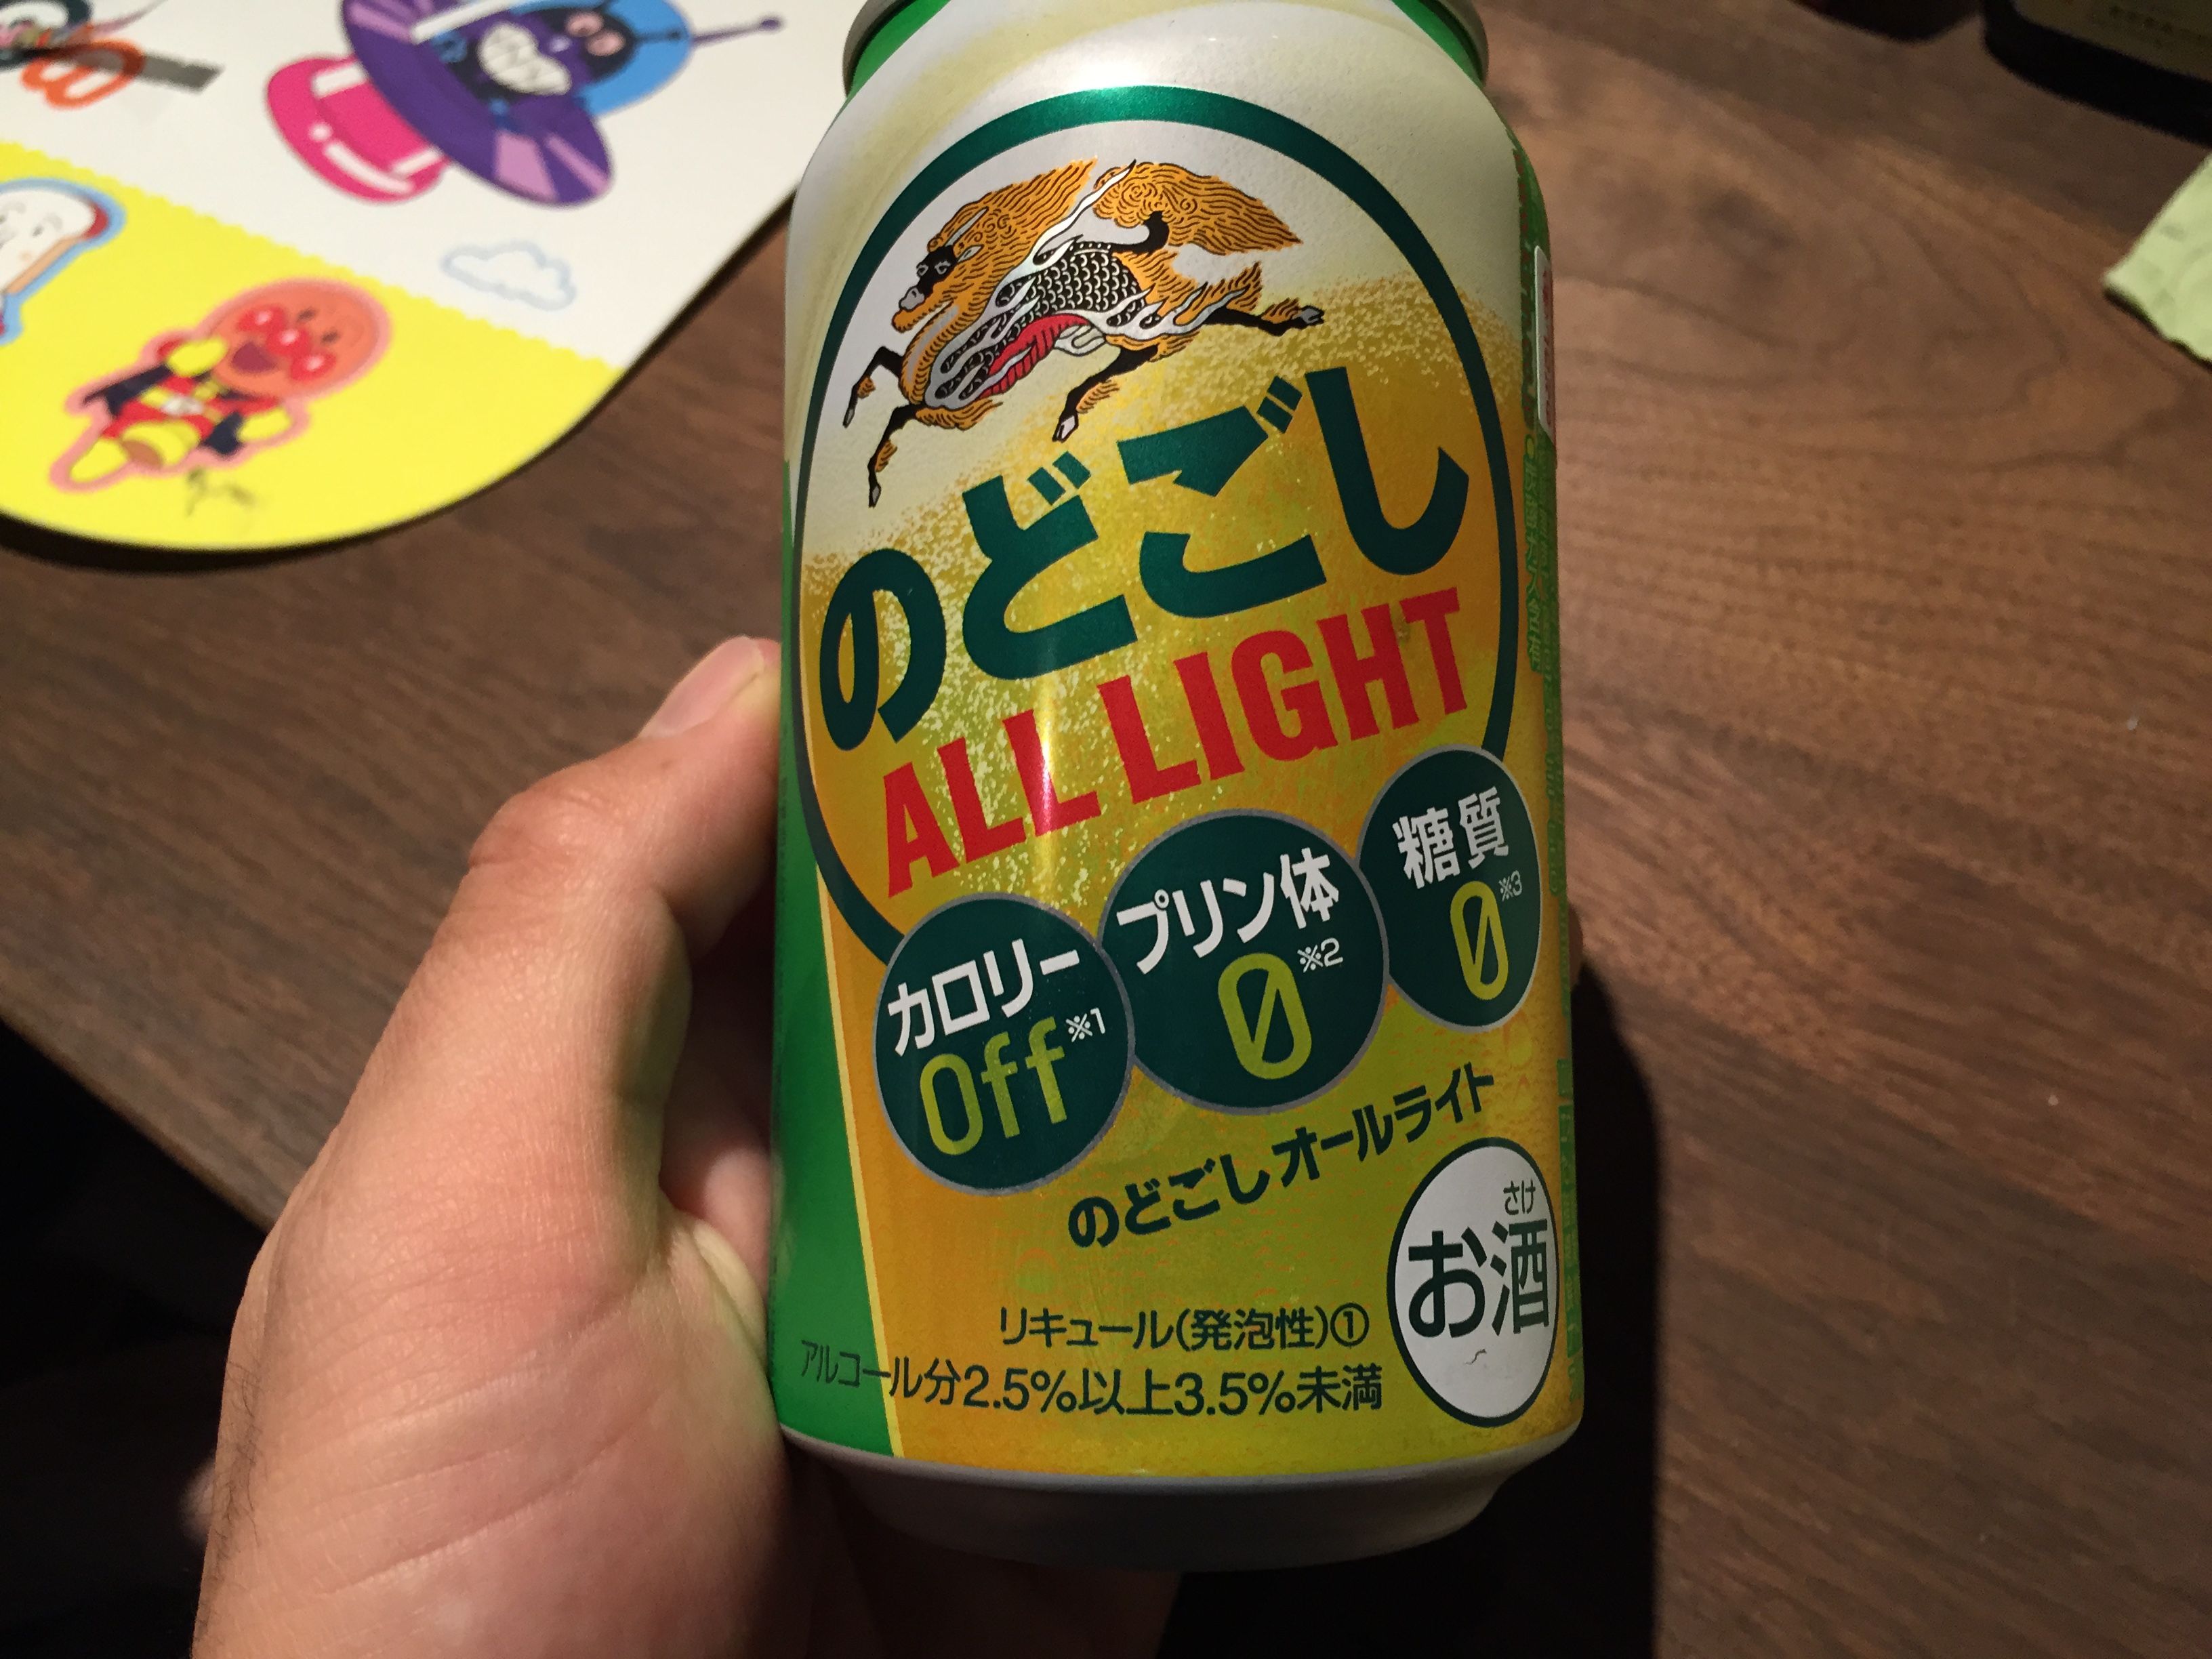 のどごし
ALL LIGHT
カロリー
Off※1
プリン体
0※2
糖質
0※3
のどごし オールライト
さけ
お酒
リキュール(発泡性)①
アルコール分2.5%以上3.5%未満